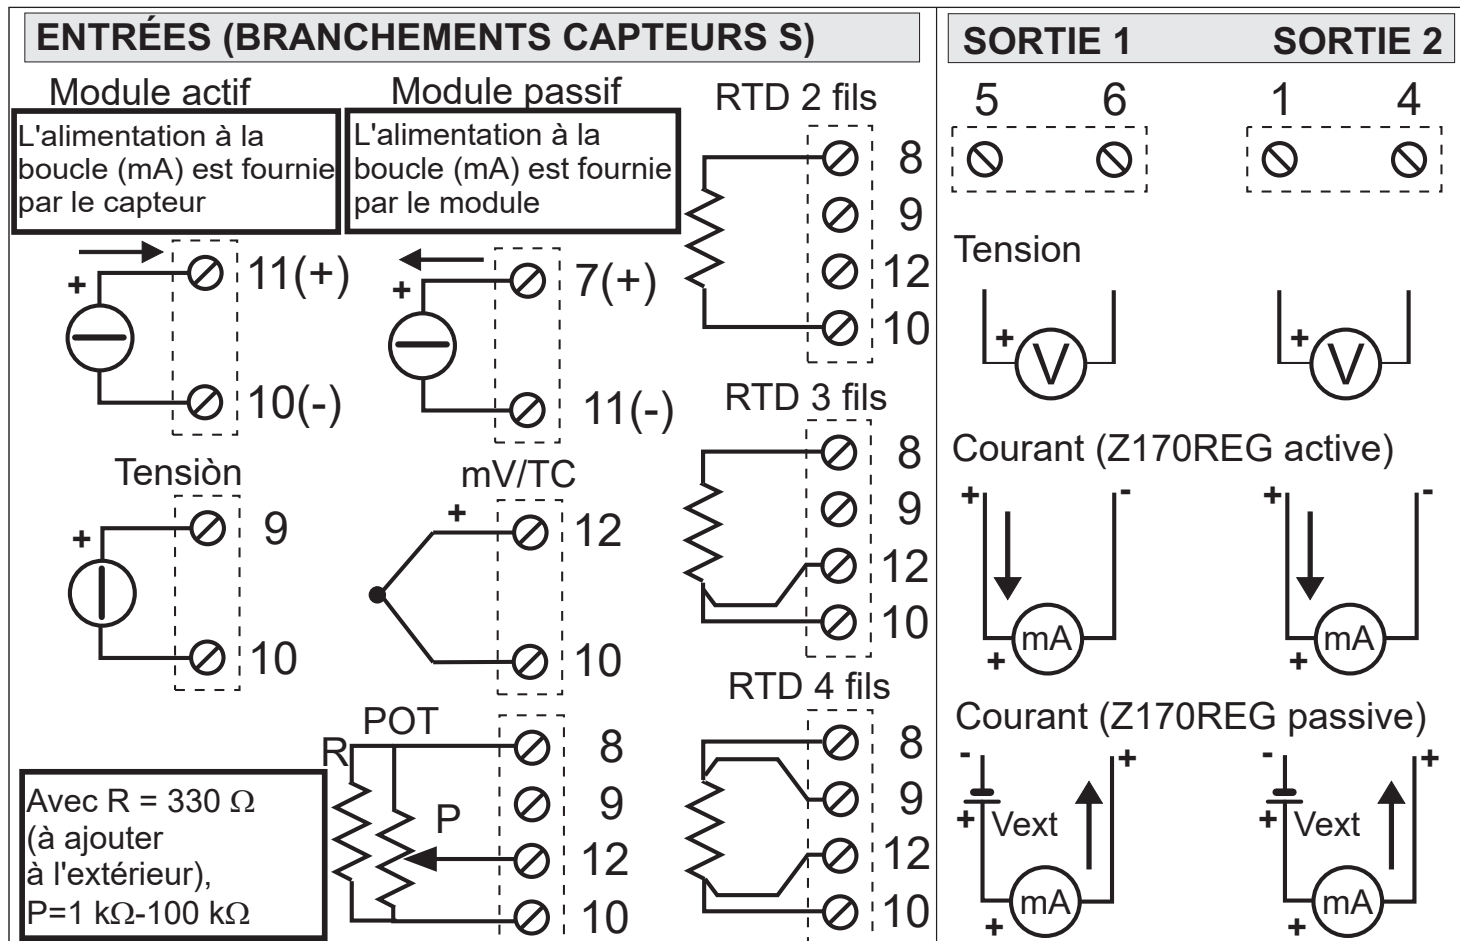 ENTRÉES (BRANCHEMENTS CAPTEURS S)
Module actif
L'alimentation à la
boucle (mA) est fournie
par le capteur
+
11(+)
10(-)
Module passif
L'alimentation à la
boucle (mA) est fournie
par le module
+
7(+)
11(-)
RTD 2 fils
8
9
12
10
Tensiòn
+
9
10
mV/TC
+
12
10
RTD 3 fils
8
9
12
10
Avec R = 330 Ω
(à ajouter
à l'extérieur),
P=1 kΩ-100 kΩ
POT
R
P
8
9
12
10
RTD 4 fils
8
9
12
10
SORTIE 1 SORTIE 2
5 6 1 4
Tension
+ V + V
Courant (Z170REG active)
+ - + -
mA mA
+ +
Courant (Z170REG passive)
- + - +
+ Vext + Vext
mA mA
+ +